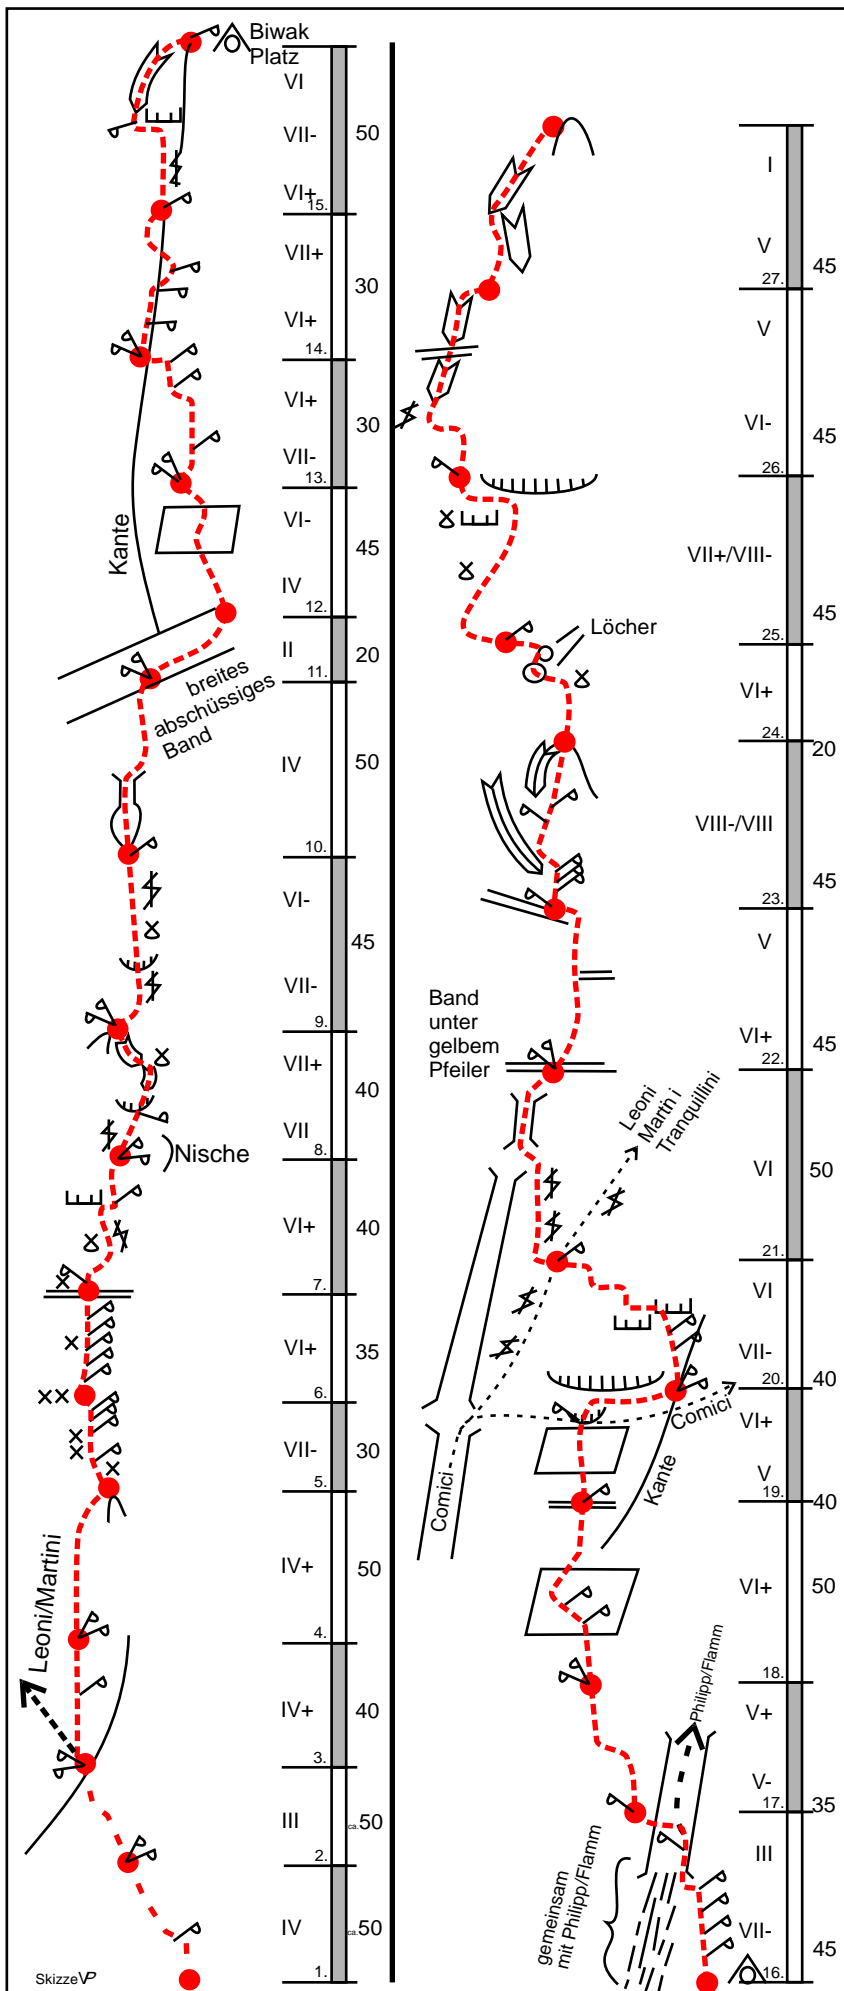 Biwak
Platz
VI
VII-
50
VI+
15.
VII+
30
VI+
14.
VI+
30
VII-
13.
VI-
Kante
45
IV
12.
II
20
11.
breites
abschüssiges
Band
IV
50
10.
VI-
45
VII-
9.
VII+
40
VII
Nische
8.
VI+
40
7.
VI+
35
6.
VII-
30
5.
Leoni/Martini
IV+
50
4.
IV+
40
3.
III
ca.50
2.
IV
ca.50
1.
Skizze VP
I
V
45
27.
V
VI-
45
26.
VII+/VIII-
45
Löcher
25.
VI+
24.
20
VIII-/VIII
45
23.
V
Band
unter
gelbem
Pfeiler
VI+
45
22.
Leoni
Marth i
Tranquillini
VI
50
21.
VI
VII-
40
20.
Comici
VI+
Comici
Kante
V
19.
40
VI+
50
18.
Philipp/Flamm
V+
V-
17.
35
III
gemeinsam
mit Philipp/Flamm
VII-
45
16.